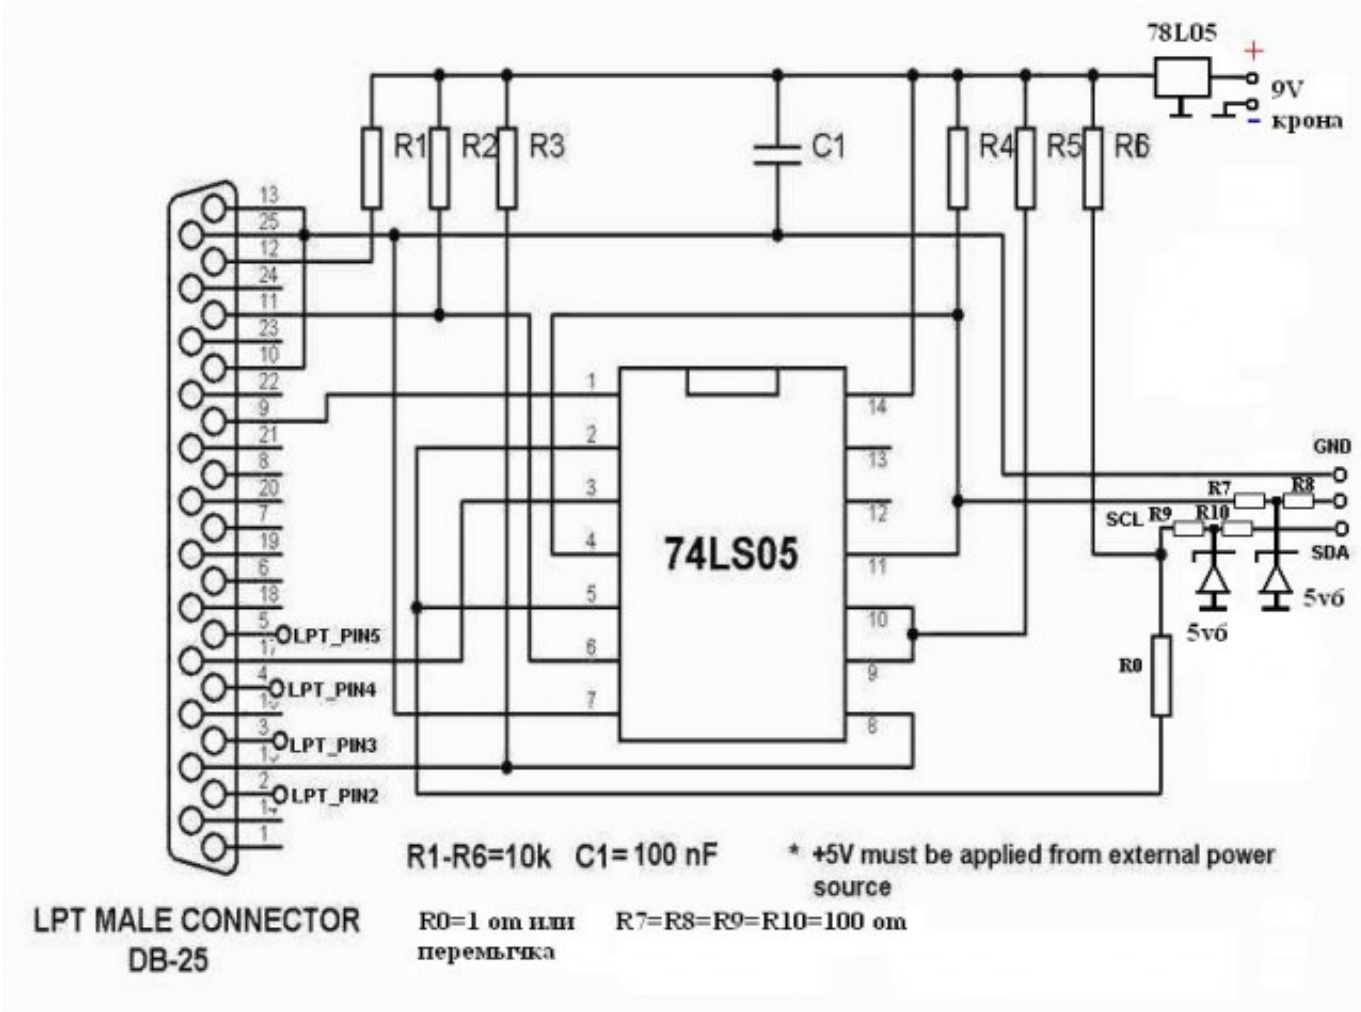 78L05
+
9V
- крона
R1
R2
R3
C1
R4
R5
R6
13
25
12
24
11
23
10
22
9
21
8
20
7
19
6
18
5
LPT_PIN5
17
4
LPT_PIN4
3
LPT_PIN3
2
LPT_PIN2
14
1
1
2
3
4
5
6
7
74LS05
14
13
12
11
10
9
8
GND
R7
R8
SCL
R9
R10
SDA
5v6
5v6
R0
R1-R6=10k C1=100 nF
* +5V must be applied from external power
source
LPT MALE CONNECTOR
DB-25
R0=1 om или
перемычка
R7=R8=R9=R10=100 om